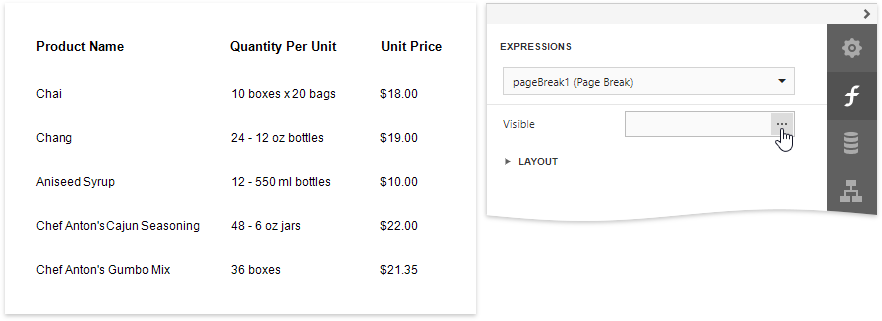 Product Name Quantity Per Unit Unit Price
Chai 10 boxes x 20 bags $18.00
Chang 24 - 12 oz bottles $19.00
Aniseed Syrup 12 - 550 ml bottles $10.00
Chef Anton's Cajun Seasoning 48 - 6 oz jars $22.00
Chef Anton's Gumbo Mix 36 boxes $21.35
EXPRESSIONS
pageBreak1 (Page Break)
Visible ...
LAYOUT